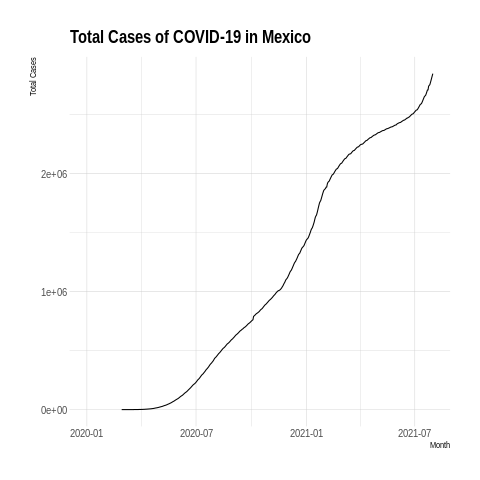 Total Cases of COVID-19 in Mexico
Total Cases
2e+06
1e+06
0e+00
2020-01 2020-07 2021-01 2021-07
Month